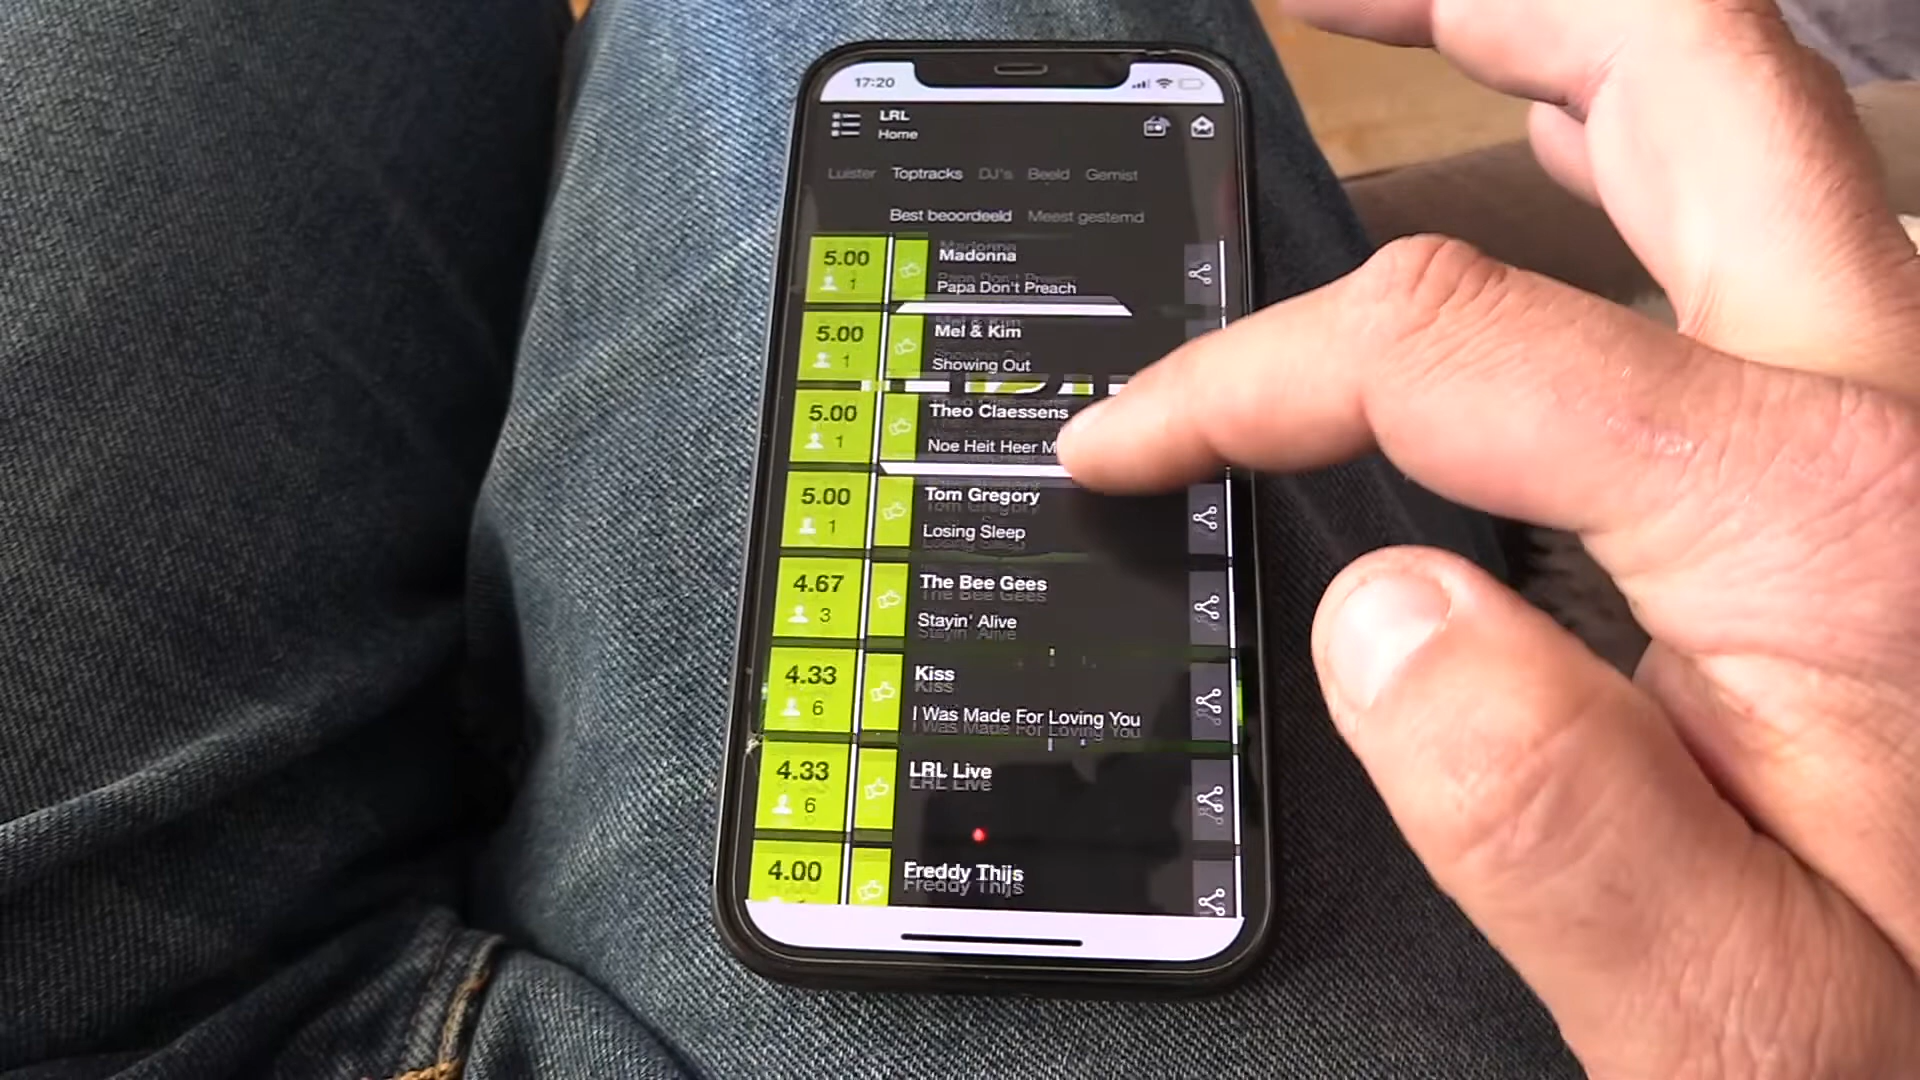 17:20
LRL
Home
Luister Toptracks DJ's Beeld Gemist
Best beoordeeld Meest gestemd
5.00
1
Madonna
Papa Don't Preach
5.00
1
Mel & Kim
Showing Out
5.00
1
Theo Claessens
Noe Heit Heer M
5.00
1
Tom Gregory
Losing Sleep
4.67
3
The Bee Gees
Stayin' Alive
4.33
6
Kiss
I Was Made For Loving You
4.33
6
LRL Live
4.00
Freddy Thijs